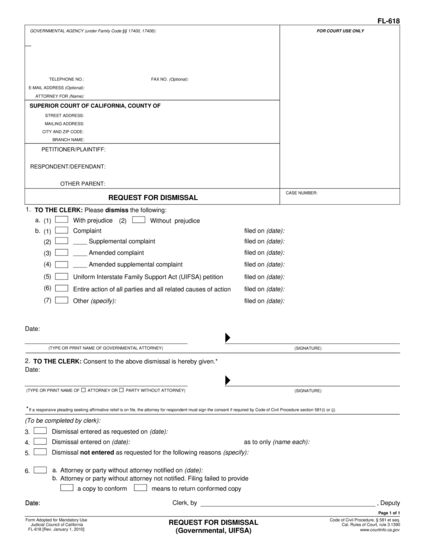 FL-618
GOVERNMENTAL AGENCY (under Family Code §§ 17400, 17406):
FOR COURT USE ONLY
TELEPHONE NO.: FAX NO. (Optional):
E-MAIL ADDRESS (Optional):
ATTORNEY FOR (Name):
SUPERIOR COURT OF CALIFORNIA, COUNTY OF
STREET ADDRESS:
MAILING ADDRESS:
CITY AND ZIP CODE:
BRANCH NAME:
PETITIONER/PLAINTIFF:
RESPONDENT/DEFENDANT:
OTHER PARENT:
REQUEST FOR DISMISSAL
CASE NUMBER:
1. TO THE CLERK: Please dismiss the following:
a. (1) With prejudice (2) Without prejudice
b. (1) Complaint filed on (date):
(2) ____ Supplemental complaint filed on (date):
(3) ____ Amended complaint filed on (date):
(4) ____ Amended supplemental complaint filed on (date):
(5) Uniform Interstate Family Support Act (UIFSA) petition filed on (date):
(6) Entire action of all parties and all related causes of action filed on (date):
(7) Other (specify): filed on (date):
Date:
(TYPE OR PRINT NAME OF GOVERNMENTAL ATTORNEY) (SIGNATURE)
2. TO THE CLERK: Consent to the above dismissal is hereby given.*
Date:
(TYPE OR PRINT NAME OF ATTORNEY OR PARTY WITHOUT ATTORNEY) (SIGNATURE)
*If a responsive pleading seeking affirmative relief is on file, the attorney for respondent must sign the consent if required by Code of Civil Procedure section 581(i) or (j).
(To be completed by clerk):
3. Dismissal entered as requested on (date):
4. Dismissal entered on (date): as to only (name each):
5. Dismissal not entered as requested for the following reasons (specify):
6. a. Attorney or party without attorney notified on (date):
b. Attorney or party without attorney not notified. Filing failed to provide
a copy to conform means to return conformed copy
Date: Clerk, by , Deputy
Page 1 of 1
Form Adopted for Mandatory Use
Judicial Council of California
FL-618 [Rev. January 1, 2010]
REQUEST FOR DISMISSAL
(Governmental, UIFSA)
Code of Civil Procedure, § 581 et seq.
Cal. Rules of Court, rule 3.1390
www.courtinfo.ca.gov